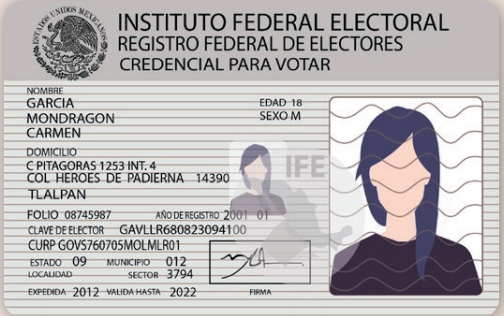 ESTADOS UNIDOS MEXICANOS
INSTITUTO FEDERAL ELECTORAL
REGISTRO FEDERAL DE ELECTORES
CREDENCIAL PARA VOTAR
NOMBRE
GARCIA EDAD 18
MONDRAGON SEXO M
CARMEN
DOMICILIO
C PITAGORAS 1253 INT. 4
COL HEROES DE PADIERNA 14390
TLALPAN
IFE
FOLIO 08745987 AÑO DE REGISTRO 2001 01
CLAVE DE ELECTOR GAVLLR680823094100
CURP GOVS760705MOLMLR01
ESTADO 09 MUNICIPIO 012
LOCALIDAD SECTOR 3794
EXPEDIDA 2012 VALIDA HASTA 2022 FIRMA